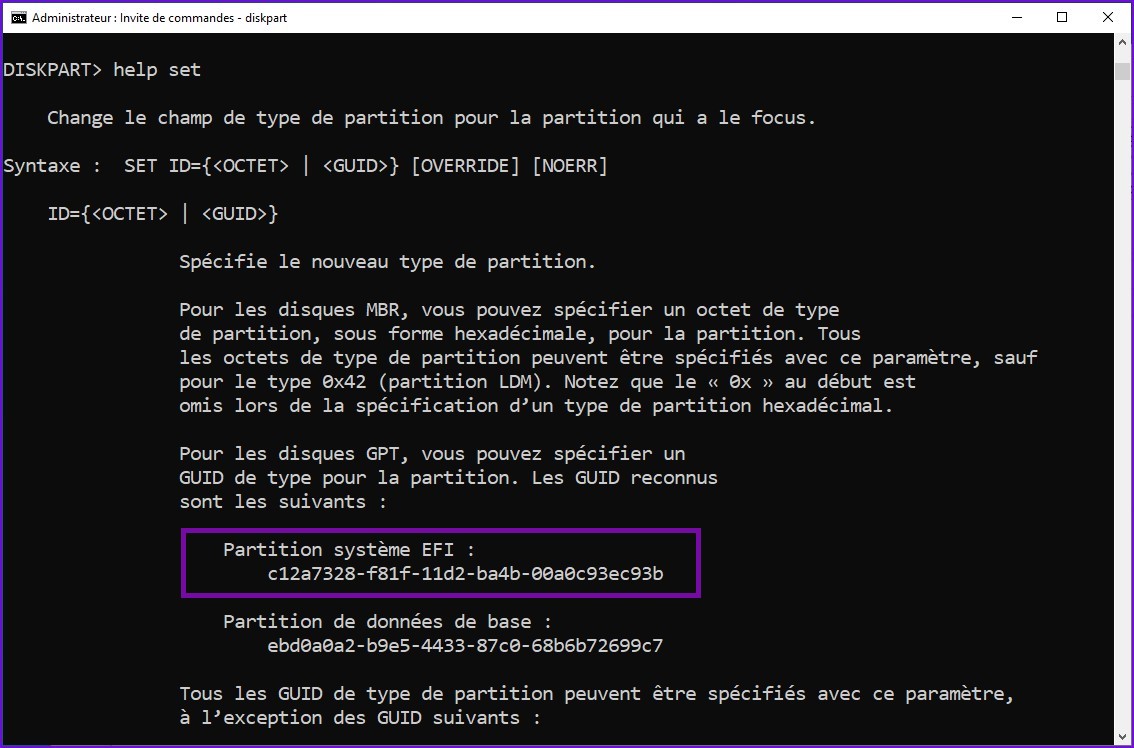 Administrateur : Invite de commandes - diskpart
DISKPART> help set
Change le champ de type de partition pour la partition qui a le focus.
Syntaxe :  SET ID={<OCTET> | <GUID>} [OVERRIDE] [NOERR]
ID={<OCTET> | <GUID>}
Spécifie le nouveau type de partition.
Pour les disques MBR, vous pouvez spécifier un octet de type
de partition, sous forme hexadécimale, pour la partition. Tous
les octets de type de partition peuvent être spécifiés avec ce paramètre, sauf
pour le type 0x42 (partition LDM). Notez que le « 0x » au début est
omis lors de la spécification d’un type de partition hexadécimal.
Pour les disques GPT, vous pouvez spécifier un
GUID de type pour la partition. Les GUID reconnus
sont les suivants :
Partition système EFI :
c12a7328-f81f-11d2-ba4b-00a0c93ec93b
Partition de données de base :
ebd0a0a2-b9e5-4433-87c0-68b6b72699c7
Tous les GUID de type de partition peuvent être spécifiés avec ce paramètre,
à l’exception des GUID suivants :